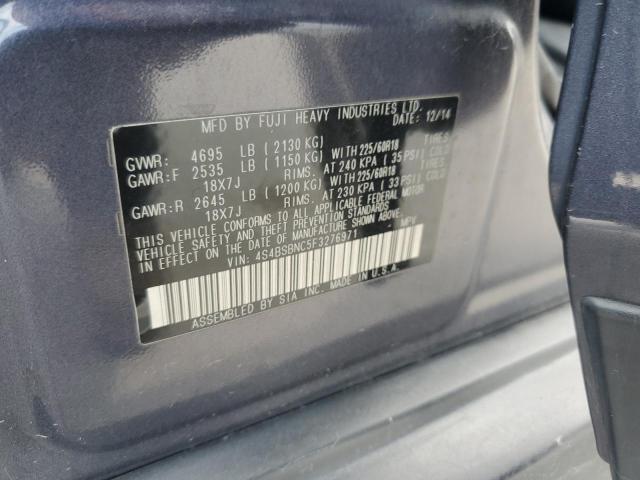 MFD BY FUJI HEAVY INDUSTRIES LTD.
DATE: 12/14
GVWR: 4695 LB (2130 KG)
GAWR:F 2535 LB (1150 KG) WITH 225/60R18 TIRES
18X7J RIMS. AT 240 KPA (35 PSI) COLD
GAWR:R 2645 LB (1200 KG) WITH 225/60R18 TIRES
18X7J RIMS. AT 230 KPA (33 PSI) COLD
THIS VEHICLE CONFORMS TO ALL APPLICABLE FEDERAL MOTOR
VEHICLE SAFETY AND THEFT PREVENTION STANDARDS
IN EFFECT ON THE DATE OF MANUFACTURE SHOWN ABOVE.
VIN: 4S4BSBNC5F3276971 MPV
ASSEMBLED BY SIA INC. MADE IN U.S.A.